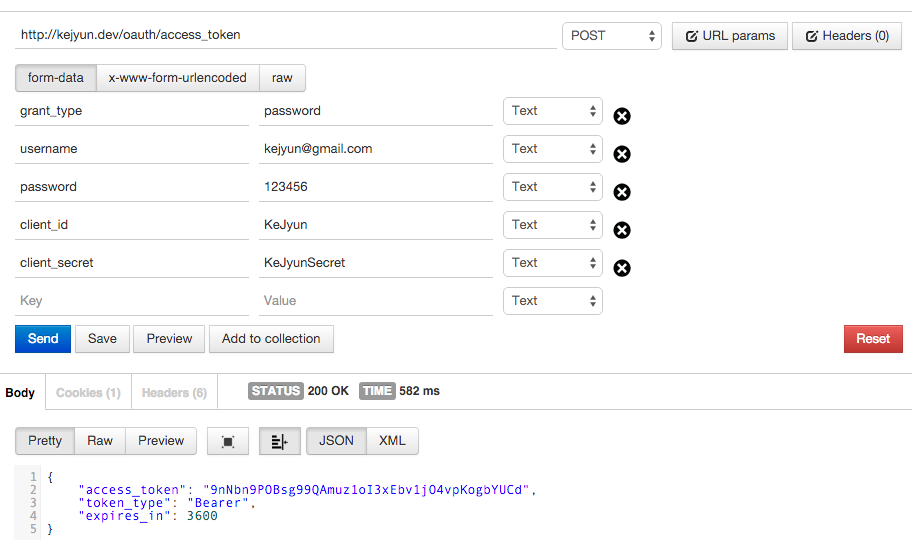 http://kejyun.dev/oauth/access_token POST URL params Headers (0)
form-data x-www-form-urlencoded raw
grant_type password Text
username kejyun@gmail.com Text
password 123456 Text
client_id KeJyun Text
client_secret KeJyunSecret Text
Key Value Text
Send Save Preview Add to collection Reset
Body Cookies (1) Headers (6) STATUS 200 OK TIME 582 ms
Pretty Raw Preview JSON XML
1 {
2 "access_token": "9nNbn9POBsg99QAmuz1oI3xEbv1jO4vpKogbYUCd",
3 "token_type": "Bearer",
4 "expires_in": 3600
5 }